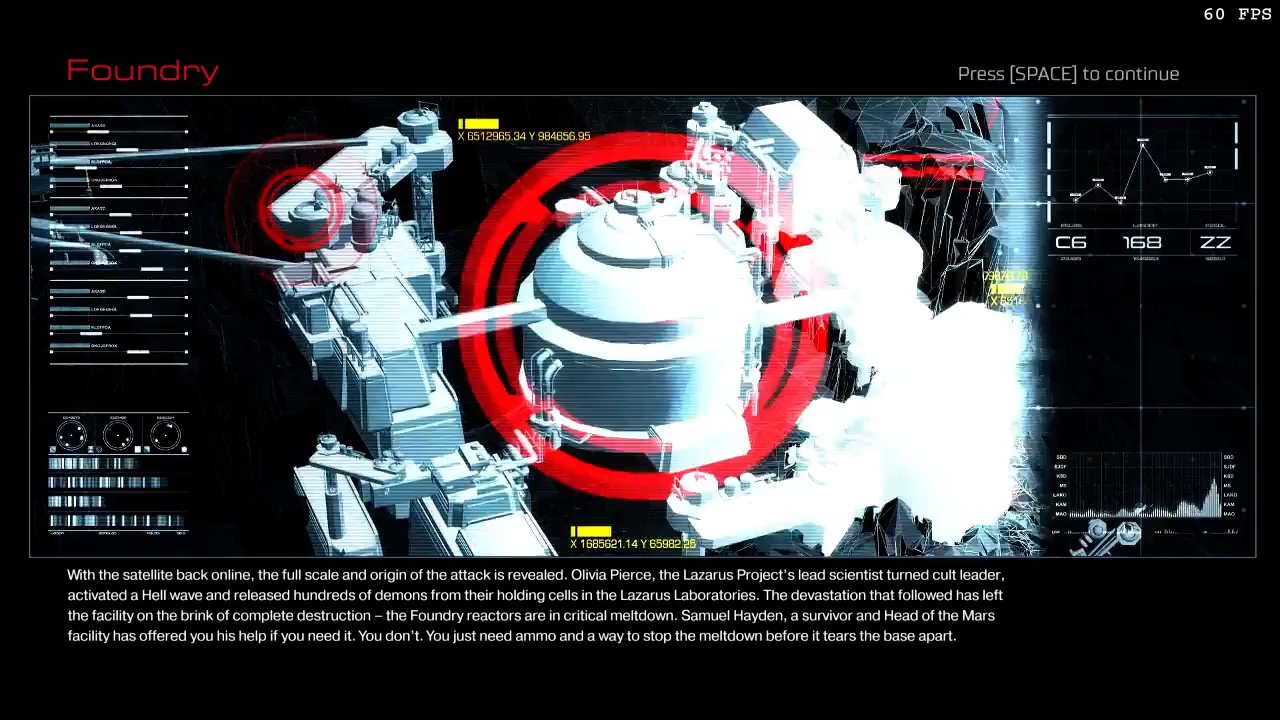 60 FPS
Foundry
Press [SPACE] to continue
X 6512965.34 Y 984656.95
C6 168 ZZ
X 1685621.14 Y 65982.26
With the satellite back online, the full scale and origin of the attack is revealed. Olivia Pierce, the Lazarus Project's lead scientist turned cult leader,
activated a Hell wave and released hundreds of demons from their holding cells in the Lazarus Laboratories. The devastation that followed has left
the facility on the brink of complete destruction – the Foundry reactors are in critical meltdown. Samuel Hayden, a survivor and Head of the Mars
facility has offered you his help if you need it. You don't. You just need ammo and a way to stop the meltdown before it tears the base apart.